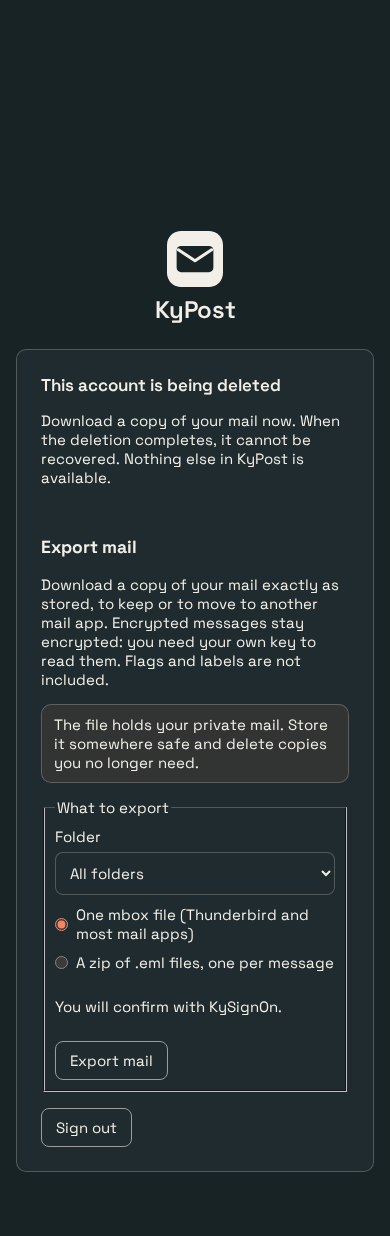 KyPost
This account is being deleted
Download a copy of your mail now. When
the deletion completes, it cannot be
recovered. Nothing else in KyPost is
available.
Export mail
Download a copy of your mail exactly as
stored, to keep or to move to another
mail app. Encrypted messages stay
encrypted: you need your own key to
read them. Flags and labels are not
included.
The file holds your private mail. Store
it somewhere safe and delete copies
you no longer need.
What to export
Folder
All folders
One mbox file (Thunderbird and
most mail apps)
A zip of .eml files, one per message
You will confirm with KySignOn.
Export mail
Sign out